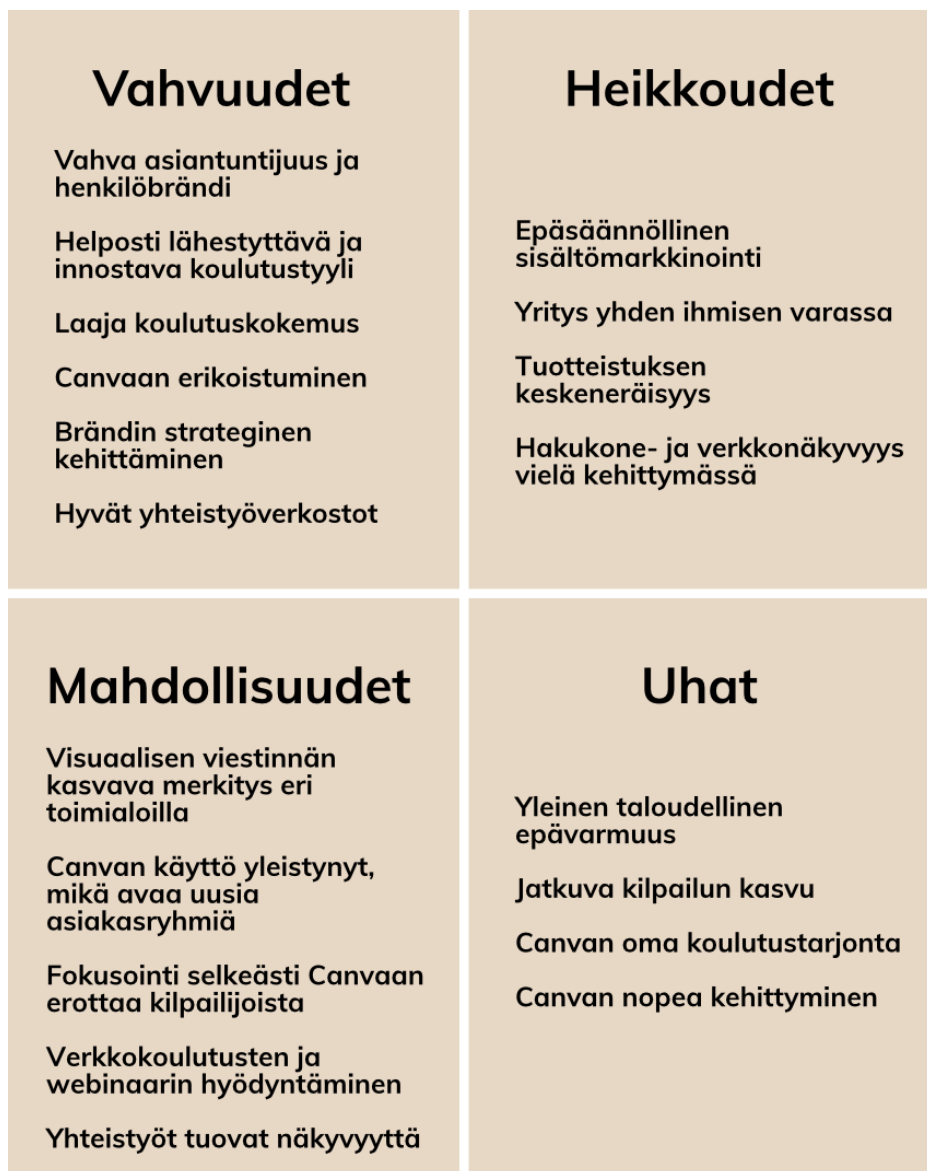 Vahvuudet
Vahva asiantuntijuus ja
henkilöbrändi
Helposti lähestyttävä ja
innostava koulutustyyli
Laaja koulutuskokemus
Canvaan erikoistuminen
Brändin strateginen
kehittäminen
Hyvät yhteistyöverkostot
Heikkoudet
Epäsäännöllinen
sisältömarkkinointi
Yritys yhden ihmisen varassa
Tuotteistuksen
keskeneräisyys
Hakukone- ja verkkonäkyvyys
vielä kehittymässä
Mahdollisuudet
Visuaalisen viestinnän
kasvava merkitys eri
toimialoilla
Canvan käyttö yleistynyt,
mikä avaa uusia
asiakasryhmiä
Fokusointi selkeästi Canvaan
erottaa kilpailijoista
Verkkokoulutusten ja
webinaarin hyödyntäminen
Yhteistyöt tuovat näkyvyyttä
Uhat
Yleinen taloudellinen
epävarmuus
Jatkuva kilpailun kasvu
Canvan oma koulutustarjonta
Canvan nopea kehittyminen